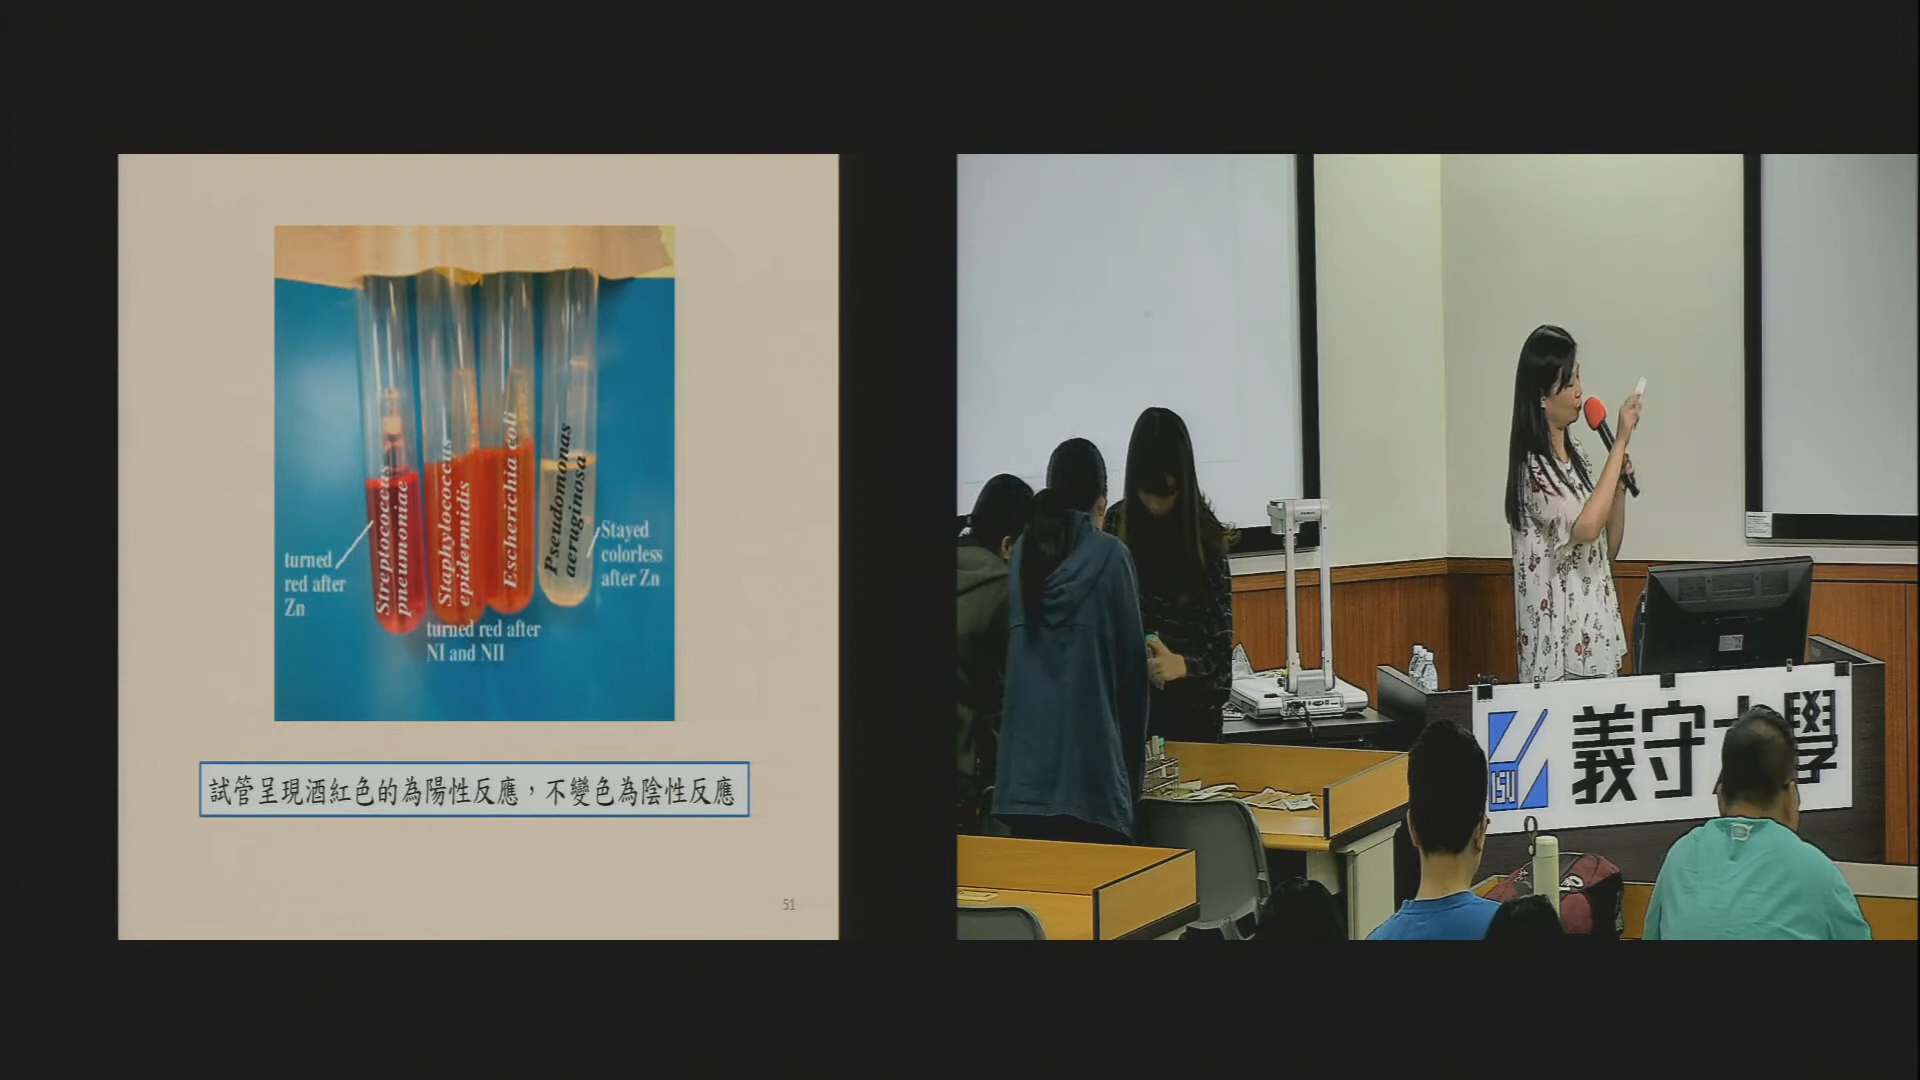 Streptococcus
pneumoniae
Staphylococcus
epidermidis
Escherichia coli
Pseudomonas
aeruginosa
turned
red after
Zn
Stayed
colorless
after Zn
turned red after
NI and NII
試管呈現酒紅色的為陽性反應，不變色為陰性反應
51
ISU
義守大學